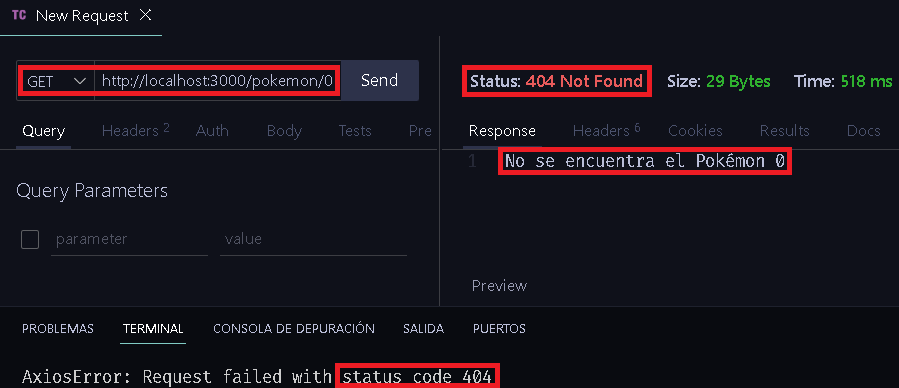 TC New Request
GET http://localhost:3000/pokemon/0 Send
Query Headers 2 Auth Body Tests Pre
Query Parameters
parameter value
Status: 404 Not Found Size: 29 Bytes Time: 518 ms
Response Headers 6 Cookies Results Docs
1 No se encuentra el Pokémon 0
Preview
PROBLEMAS TERMINAL CONSOLA DE DEPURACIÓN SALIDA PUERTOS
AxiosError: Request failed with status code 404